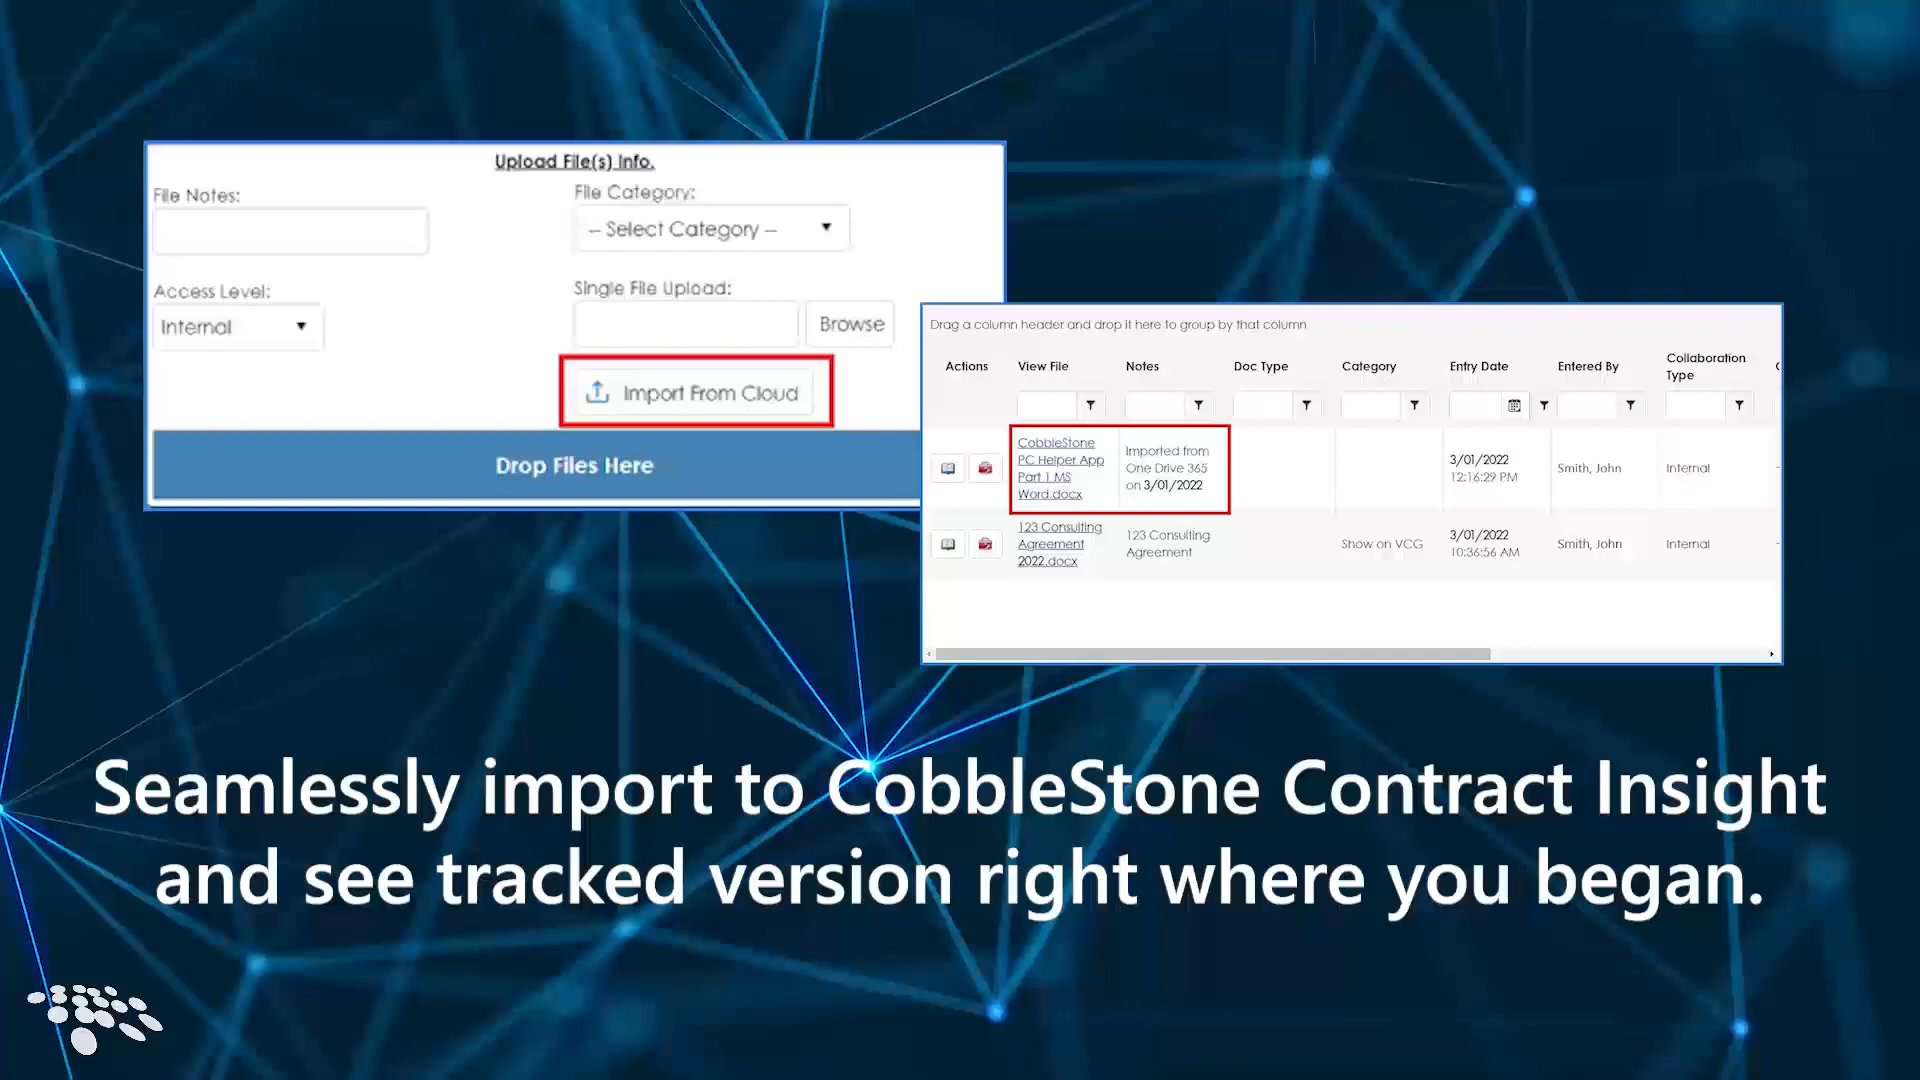 Upload File(s) Info.
File Notes:
File Category:
-- Select Category --
Access Level:
Internal
Single File Upload:
Browse
Import From Cloud
Drop Files Here
Drag a column header and drop it here to group by that column
Actions
View File
Notes
Doc Type
Category
Entry Date
Entered By
Collaboration
Type
CobbleStone
PC Helper App
Part 1 MS
Word.docx
Imported from
One Drive 365
on 3/01/2022
3/01/2022
12:16:29 PM
Smith, John
Internal
123 Consulting
Agreement
2022.docx
123 Consulting
Agreement
Show on VCG
3/01/2022
10:36:56 AM
Smith, John
Internal
Seamlessly import to CobbleStone Contract Insight
and see tracked version right where you began.